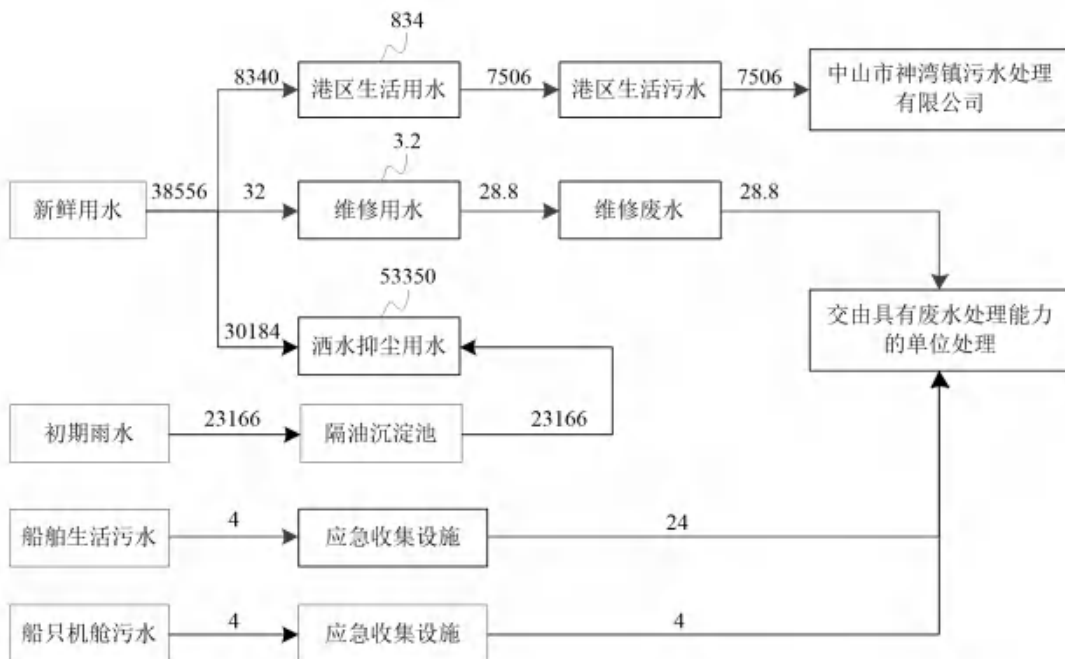 834
8340
港区生活用水
7506
港区生活污水
7506
中山市神湾镇污水处理
有限公司
3.2
新鲜用水
38556
32
维修用水
28.8
维修废水
28.8
53350
30184
洒水抑尘用水
交由具有废水处理能力
的单位处理
初期雨水
23166
隔油沉淀池
23166
船舶生活污水
4
应急收集设施
24
船只机舱污水
4
应急收集设施
4